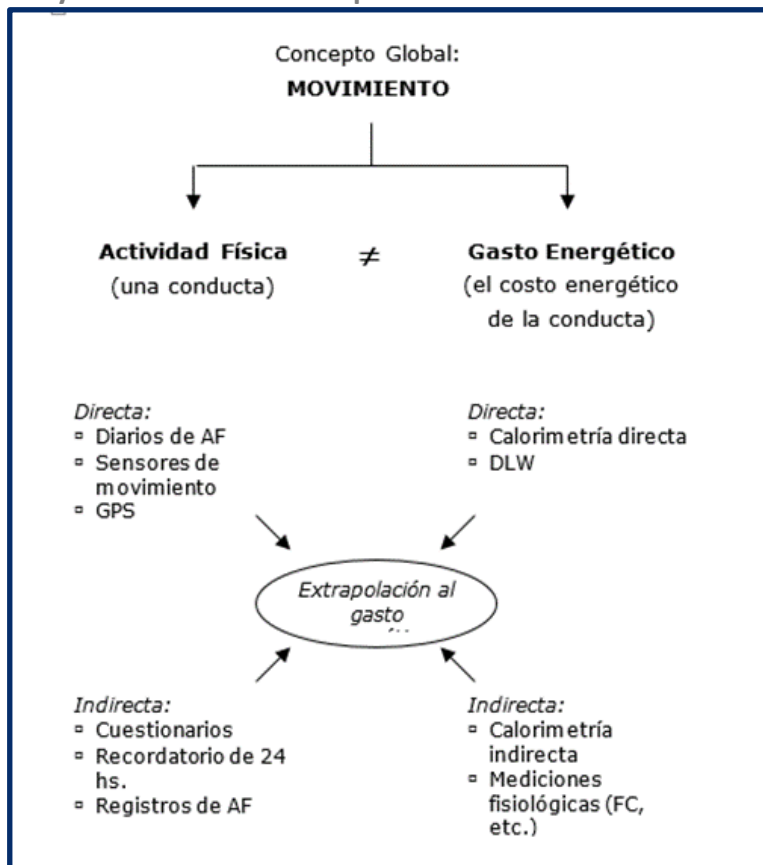 Concepto Global:
MOVIMIENTO
Actividad Física
(una conducta)
≠
Gasto Energético
(el costo energético
de la conducta)
Directa:
▫ Diarios de AF
▫ Sensores de
movimiento
▫ GPS
Directa:
▫ Calorimetría directa
▫ DLW
Extrapolación al
gasto
Indirecta:
▫ Cuestionarios
▫ Recordatorio de 24
hs.
▫ Registros de AF
Indirecta:
▫ Calorimetría
indirecta
▫ Mediciones
fisiológicas (FC,
etc.)